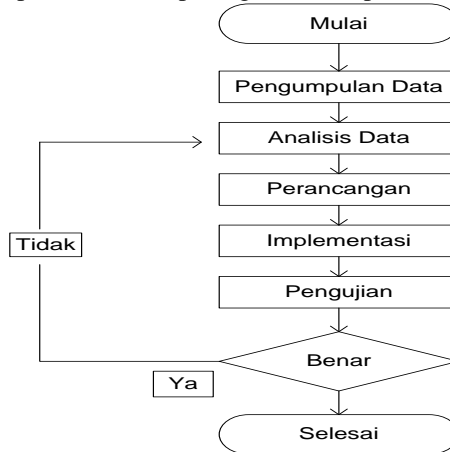 Mulai
Pengumpulan Data
Analisis Data
Perancangan
Tidak
Implementasi
Pengujian
Benar
Ya
Selesai